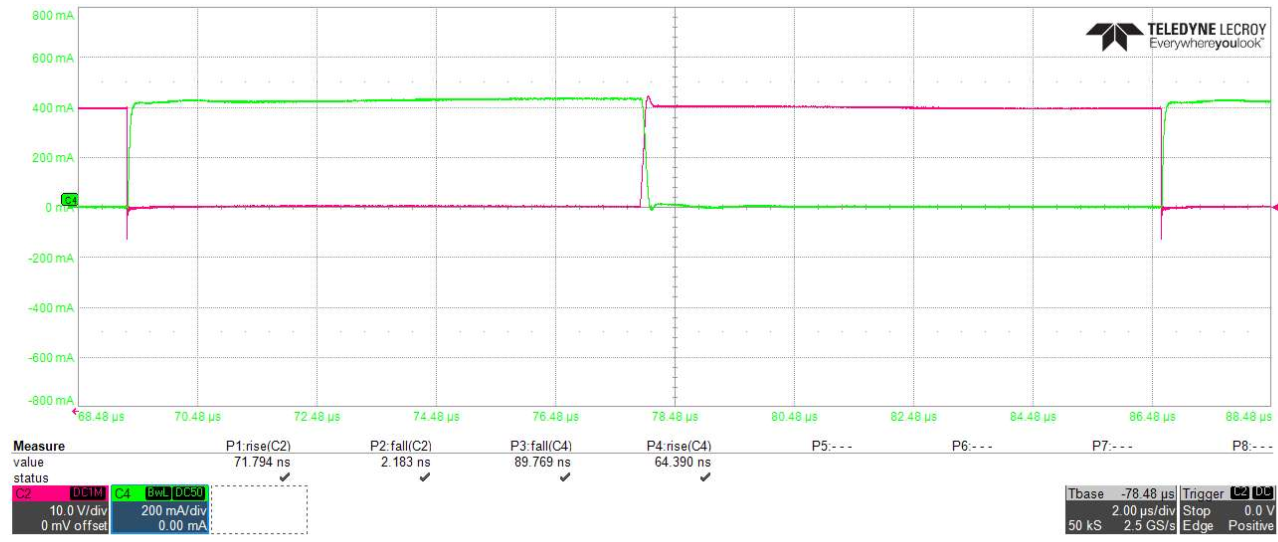 800 mA
TELEDYNE LECROY
Everywhereyoulook™
600 mA
400 mA
200 mA
C4
0 mA
-200 mA
-400 mA
-600 mA
-800 mA
68.48 µs 70.48 µs 72.48 µs 74.48 µs 76.48 µs 78.48 µs 80.48 µs 82.48 µs 84.48 µs 86.48 µs 88.48 µs
Measure P1:rise(C2) P2:fall(C2) P3:fall(C4) P4:rise(C4) P5:- - - P6:- - - P7:- - - P8:- - -
value 71.794 ns 2.183 ns 89.769 ns 64.390 ns
status
C2 DC1M C4 BwL DC50
10.0 V/div 200 mA/div
0 mV offset 0.00 mA
Tbase -78.48 µs Trigger C2 DC
2.00 µs/div Stop 0.0 V
50 kS 2.5 GS/s Edge Positive